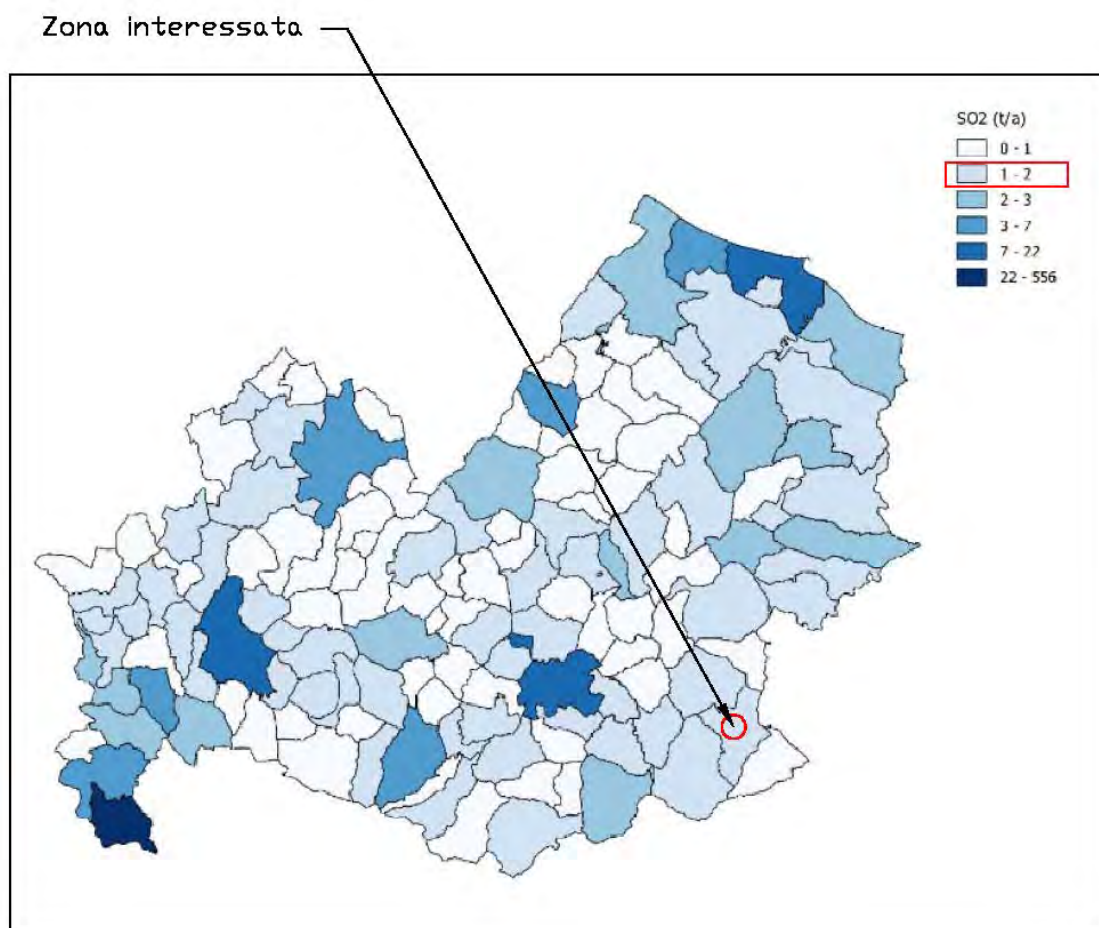 Zona interessata
SO2 (t/a)
0 - 1
1 - 2
2 - 3
3 - 7
7 - 22
22 - 556